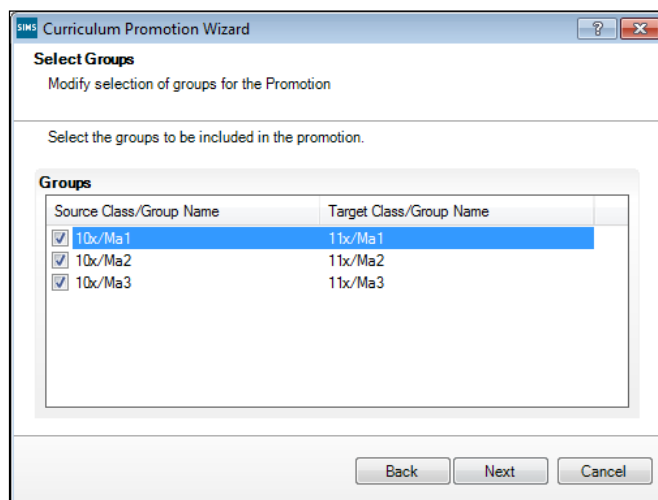 SIMS Curriculum Promotion Wizard ?
Select Groups
Modify selection of groups for the Promotion
Select the groups to be included in the promotion.
Groups
Source Class/Group Name Target Class/Group Name
10x/Ma1 11x/Ma1
10x/Ma2 11x/Ma2
10x/Ma3 11x/Ma3
Back Next Cancel